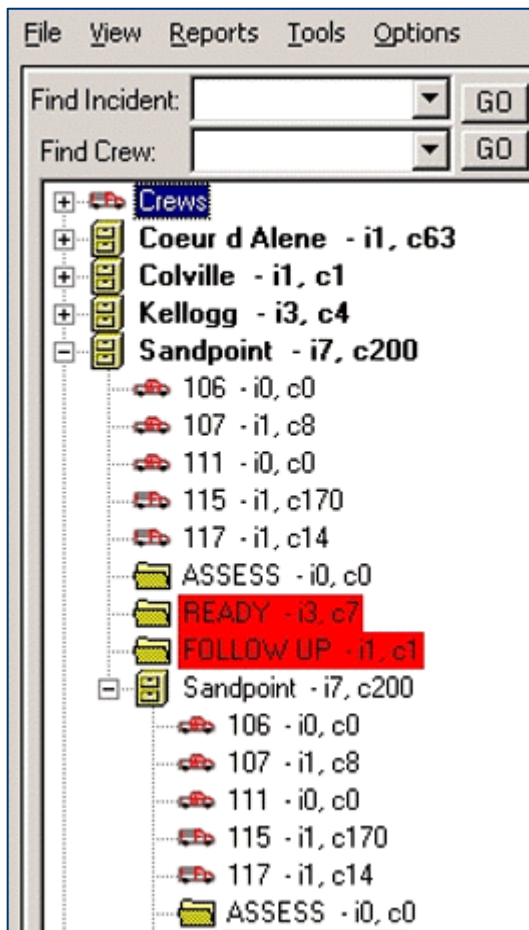 File View Reports Tools Options
Find Incident: GO
Find Crew: GO
Crews
Coeur d Alene - i1, c63
Colville - i1, c1
Kellogg - i3, c4
Sandpoint - i7, c200
106 - i0, c0
107 - i1, c8
111 - i0, c0
115 - i1, c170
117 - i1, c14
ASSESS - i0, c0
READY - i3, c7
FOLLOW UP - i1, c1
Sandpoint - i7, c200
106 - i0, c0
107 - i1, c8
111 - i0, c0
115 - i1, c170
117 - i1, c14
ASSESS - i0, c0